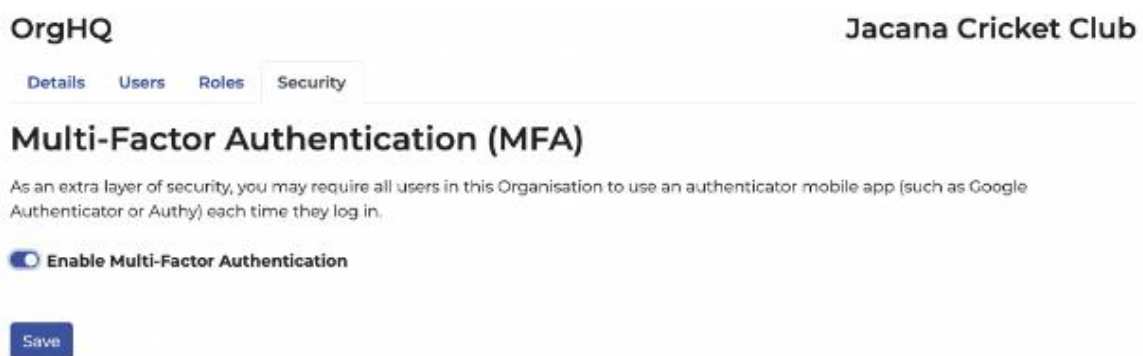 OrgHQ
Jacana Cricket Club
Details Users Roles Security
Multi-Factor Authentication (MFA)
As an extra layer of security, you may require all users in this Organisation to use an authenticator mobile app (such as Google
Authenticator or Authy) each time they log in.
Enable Multi-Factor Authentication
Save